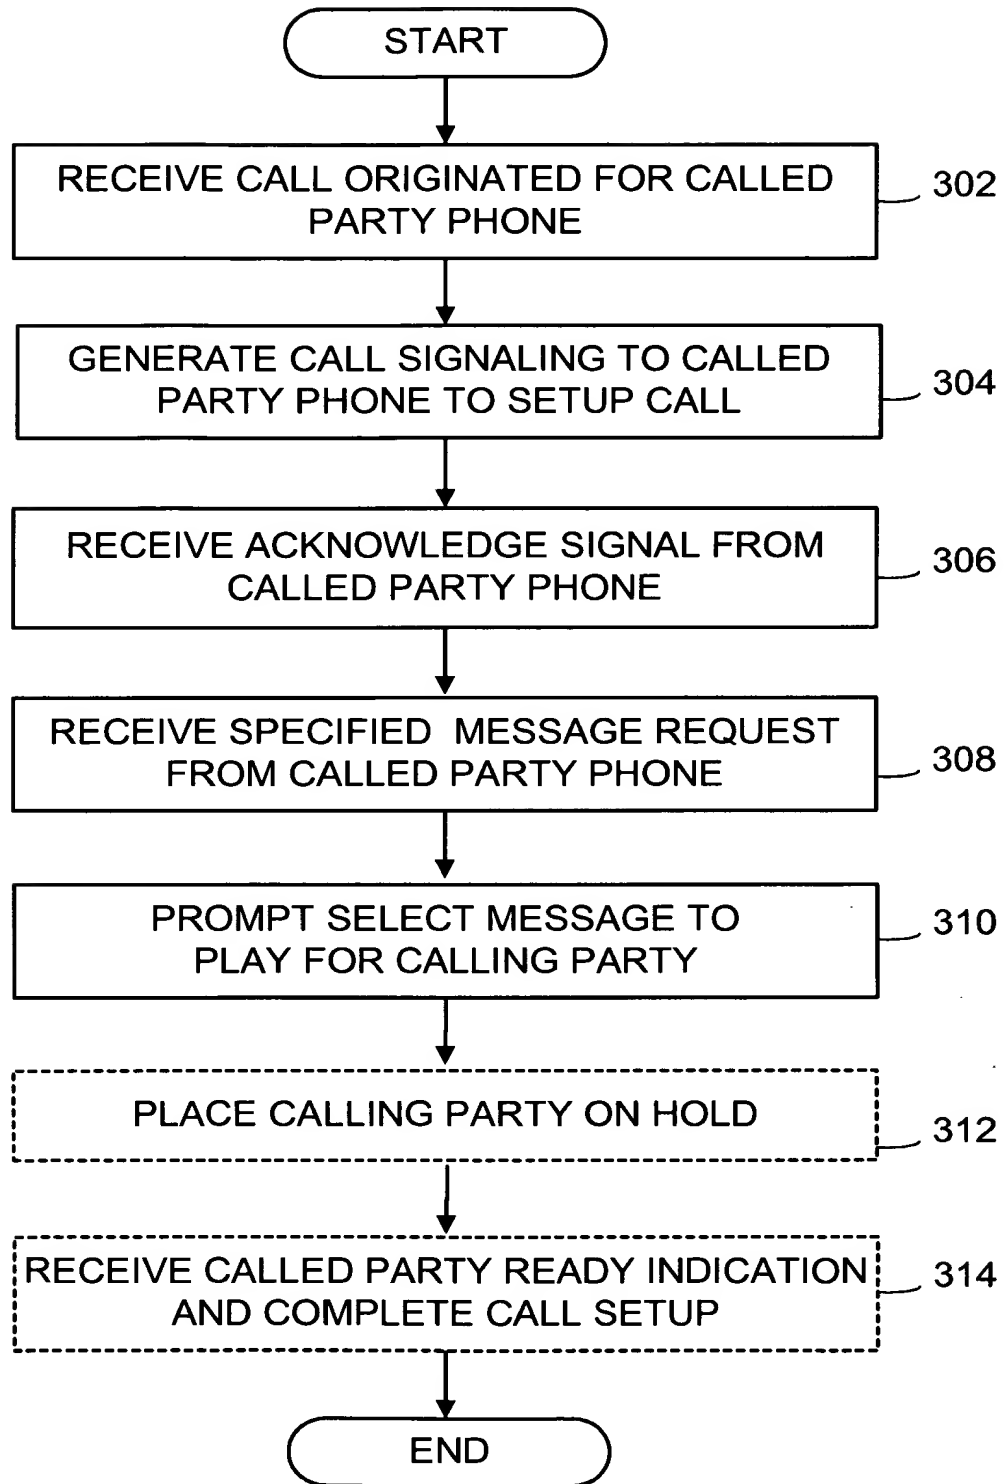 START
RECEIVE CALL ORIGINATED FOR CALLED
PARTY PHONE
302
GENERATE CALL SIGNALING TO CALLED
PARTY PHONE TO SETUP CALL
304
RECEIVE ACKNOWLEDGE SIGNAL FROM
CALLED PARTY PHONE
306
RECEIVE SPECIFIED MESSAGE REQUEST
FROM CALLED PARTY PHONE
308
PROMPT SELECT MESSAGE TO
PLAY FOR CALLING PARTY
310
PLACE CALLING PARTY ON HOLD
312
RECEIVE CALLED PARTY READY INDICATION
AND COMPLETE CALL SETUP
314
END